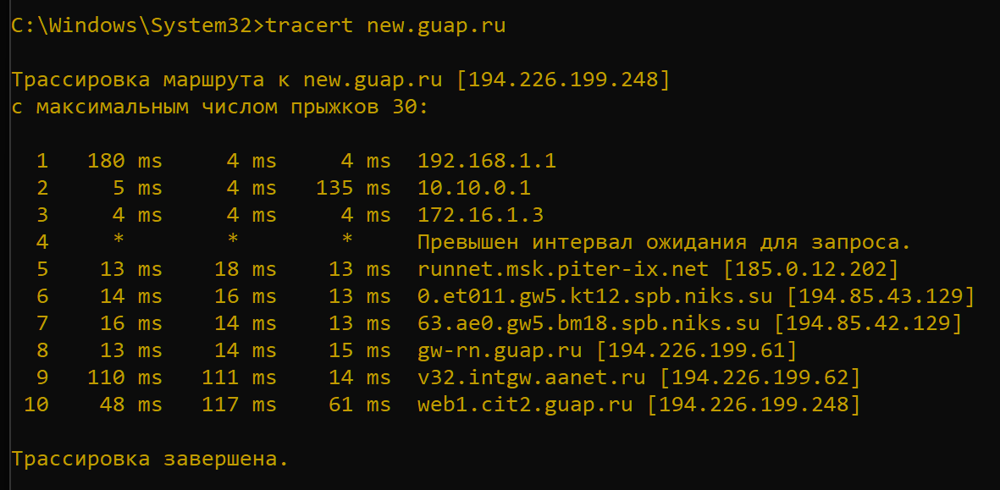 C:\Windows\System32>tracert new.guap.ru
Трассировка маршрута к new.guap.ru [194.226.199.248]
с максимальным числом прыжков 30:
1 180 ms 4 ms 4 ms 192.168.1.1
2 5 ms 4 ms 135 ms 10.10.0.1
3 4 ms 4 ms 4 ms 172.16.1.3
4 * * * Превышен интервал ожидания для запроса.
5 13 ms 18 ms 13 ms runnet.msk.piter-ix.net [185.0.12.202]
6 14 ms 16 ms 13 ms 0.et011.gw5.kt12.spb.niks.su [194.85.43.129]
7 16 ms 14 ms 13 ms 63.ae0.gw5.bm18.spb.niks.su [194.85.42.129]
8 13 ms 14 ms 15 ms gw-rn.guap.ru [194.226.199.61]
9 110 ms 111 ms 14 ms v32.intgw.aanet.ru [194.226.199.62]
10 48 ms 117 ms 61 ms web1.cit2.guap.ru [194.226.199.248]
Трассировка завершена.